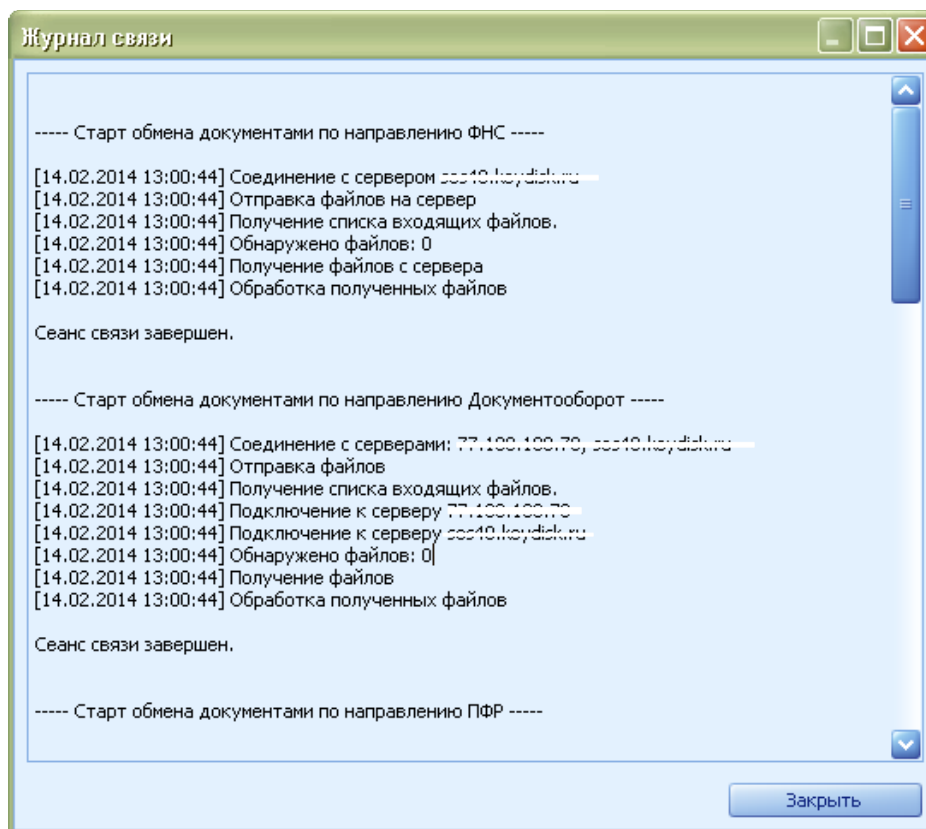 Журнал связи
----- Старт обмена документами по направлению ФНС -----
[14.02.2014 13:00:44] Соединение с сервером
[14.02.2014 13:00:44] Отправка файлов на сервер
[14.02.2014 13:00:44] Получение списка входящих файлов.
[14.02.2014 13:00:44] Обнаружено файлов: 0
[14.02.2014 13:00:44] Получение файлов с сервера
[14.02.2014 13:00:44] Обработка полученных файлов
Сеанс связи завершен.
----- Старт обмена документами по направлению Документооборот -----
[14.02.2014 13:00:44] Соединение с серверами:
[14.02.2014 13:00:44] Отправка файлов
[14.02.2014 13:00:44] Получение списка входящих файлов.
[14.02.2014 13:00:44] Подключение к серверу
[14.02.2014 13:00:44] Подключение к серверу
[14.02.2014 13:00:44] Обнаружено файлов: 0
[14.02.2014 13:00:44] Получение файлов
[14.02.2014 13:00:44] Обработка полученных файлов
Сеанс связи завершен.
----- Старт обмена документами по направлению ПФР -----
Закрыть